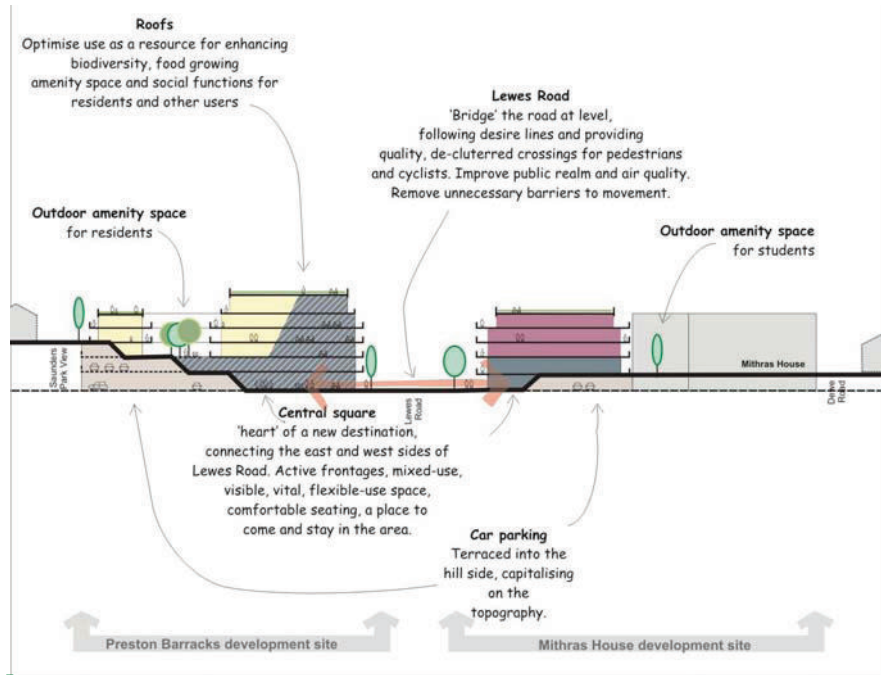 Roofs
Optimise use as a resource for enhancing
biodiversity, food growing
amenity space and social functions for
residents and other users
Lewes Road
'Bridge' the road at level,
following desire lines and providing
quality, de-cluterred crossings for pedestrians
and cyclists. Improve public realm and air quality.
Remove unnecessary barriers to movement.
Outdoor amenity space
for residents
Outdoor amenity space
for students
Saunders
Park View
Mithras House
Lewes
Road
Dewe
Road
Central square
'heart' of a new destination,
connecting the east and west sides of
Lewes Road. Active frontages, mixed-use,
visible, vital, flexible-use space,
comfortable seating, a place to
come and stay in the area.
Car parking
Terraced into the
hill side, capitalising
on the
topography.
Preston Barracks development site
Mithras House development site